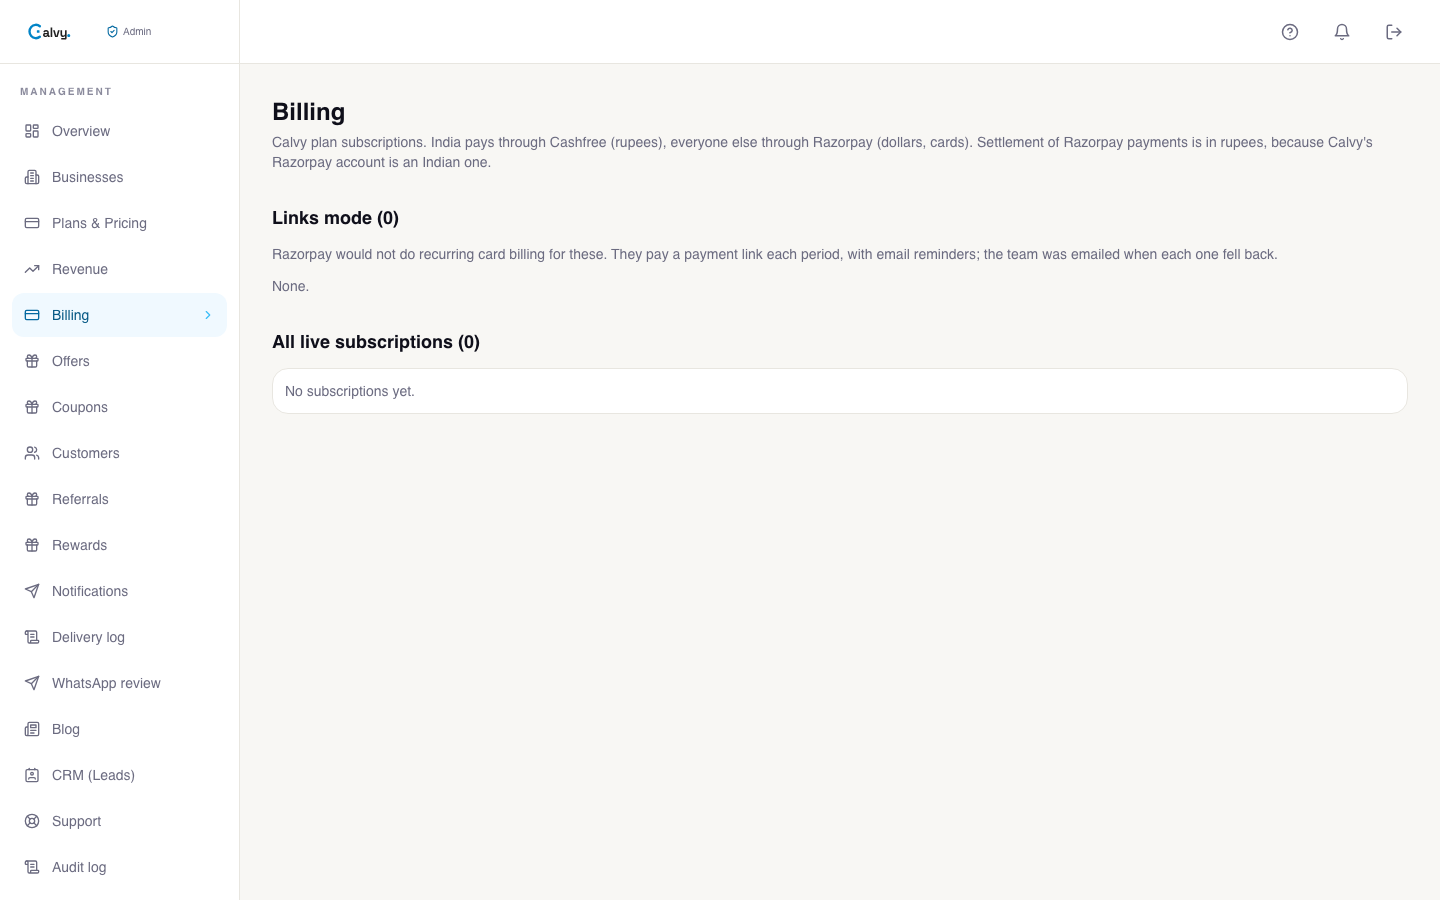 Calvy.
Admin
MANAGEMENT
Overview
Businesses
Plans & Pricing
Revenue
Billing
Offers
Coupons
Customers
Referrals
Rewards
Notifications
Delivery log
WhatsApp review
Blog
CRM (Leads)
Support
Audit log
Billing
Calvy plan subscriptions. India pays through Cashfree (rupees), everyone else through Razorpay (dollars, cards). Settlement of Razorpay payments is in rupees, because Calvy's
Razorpay account is an Indian one.
Links mode (0)
Razorpay would not do recurring card billing for these. They pay a payment link each period, with email reminders; the team was emailed when each one fell back.
None.
All live subscriptions (0)
No subscriptions yet.